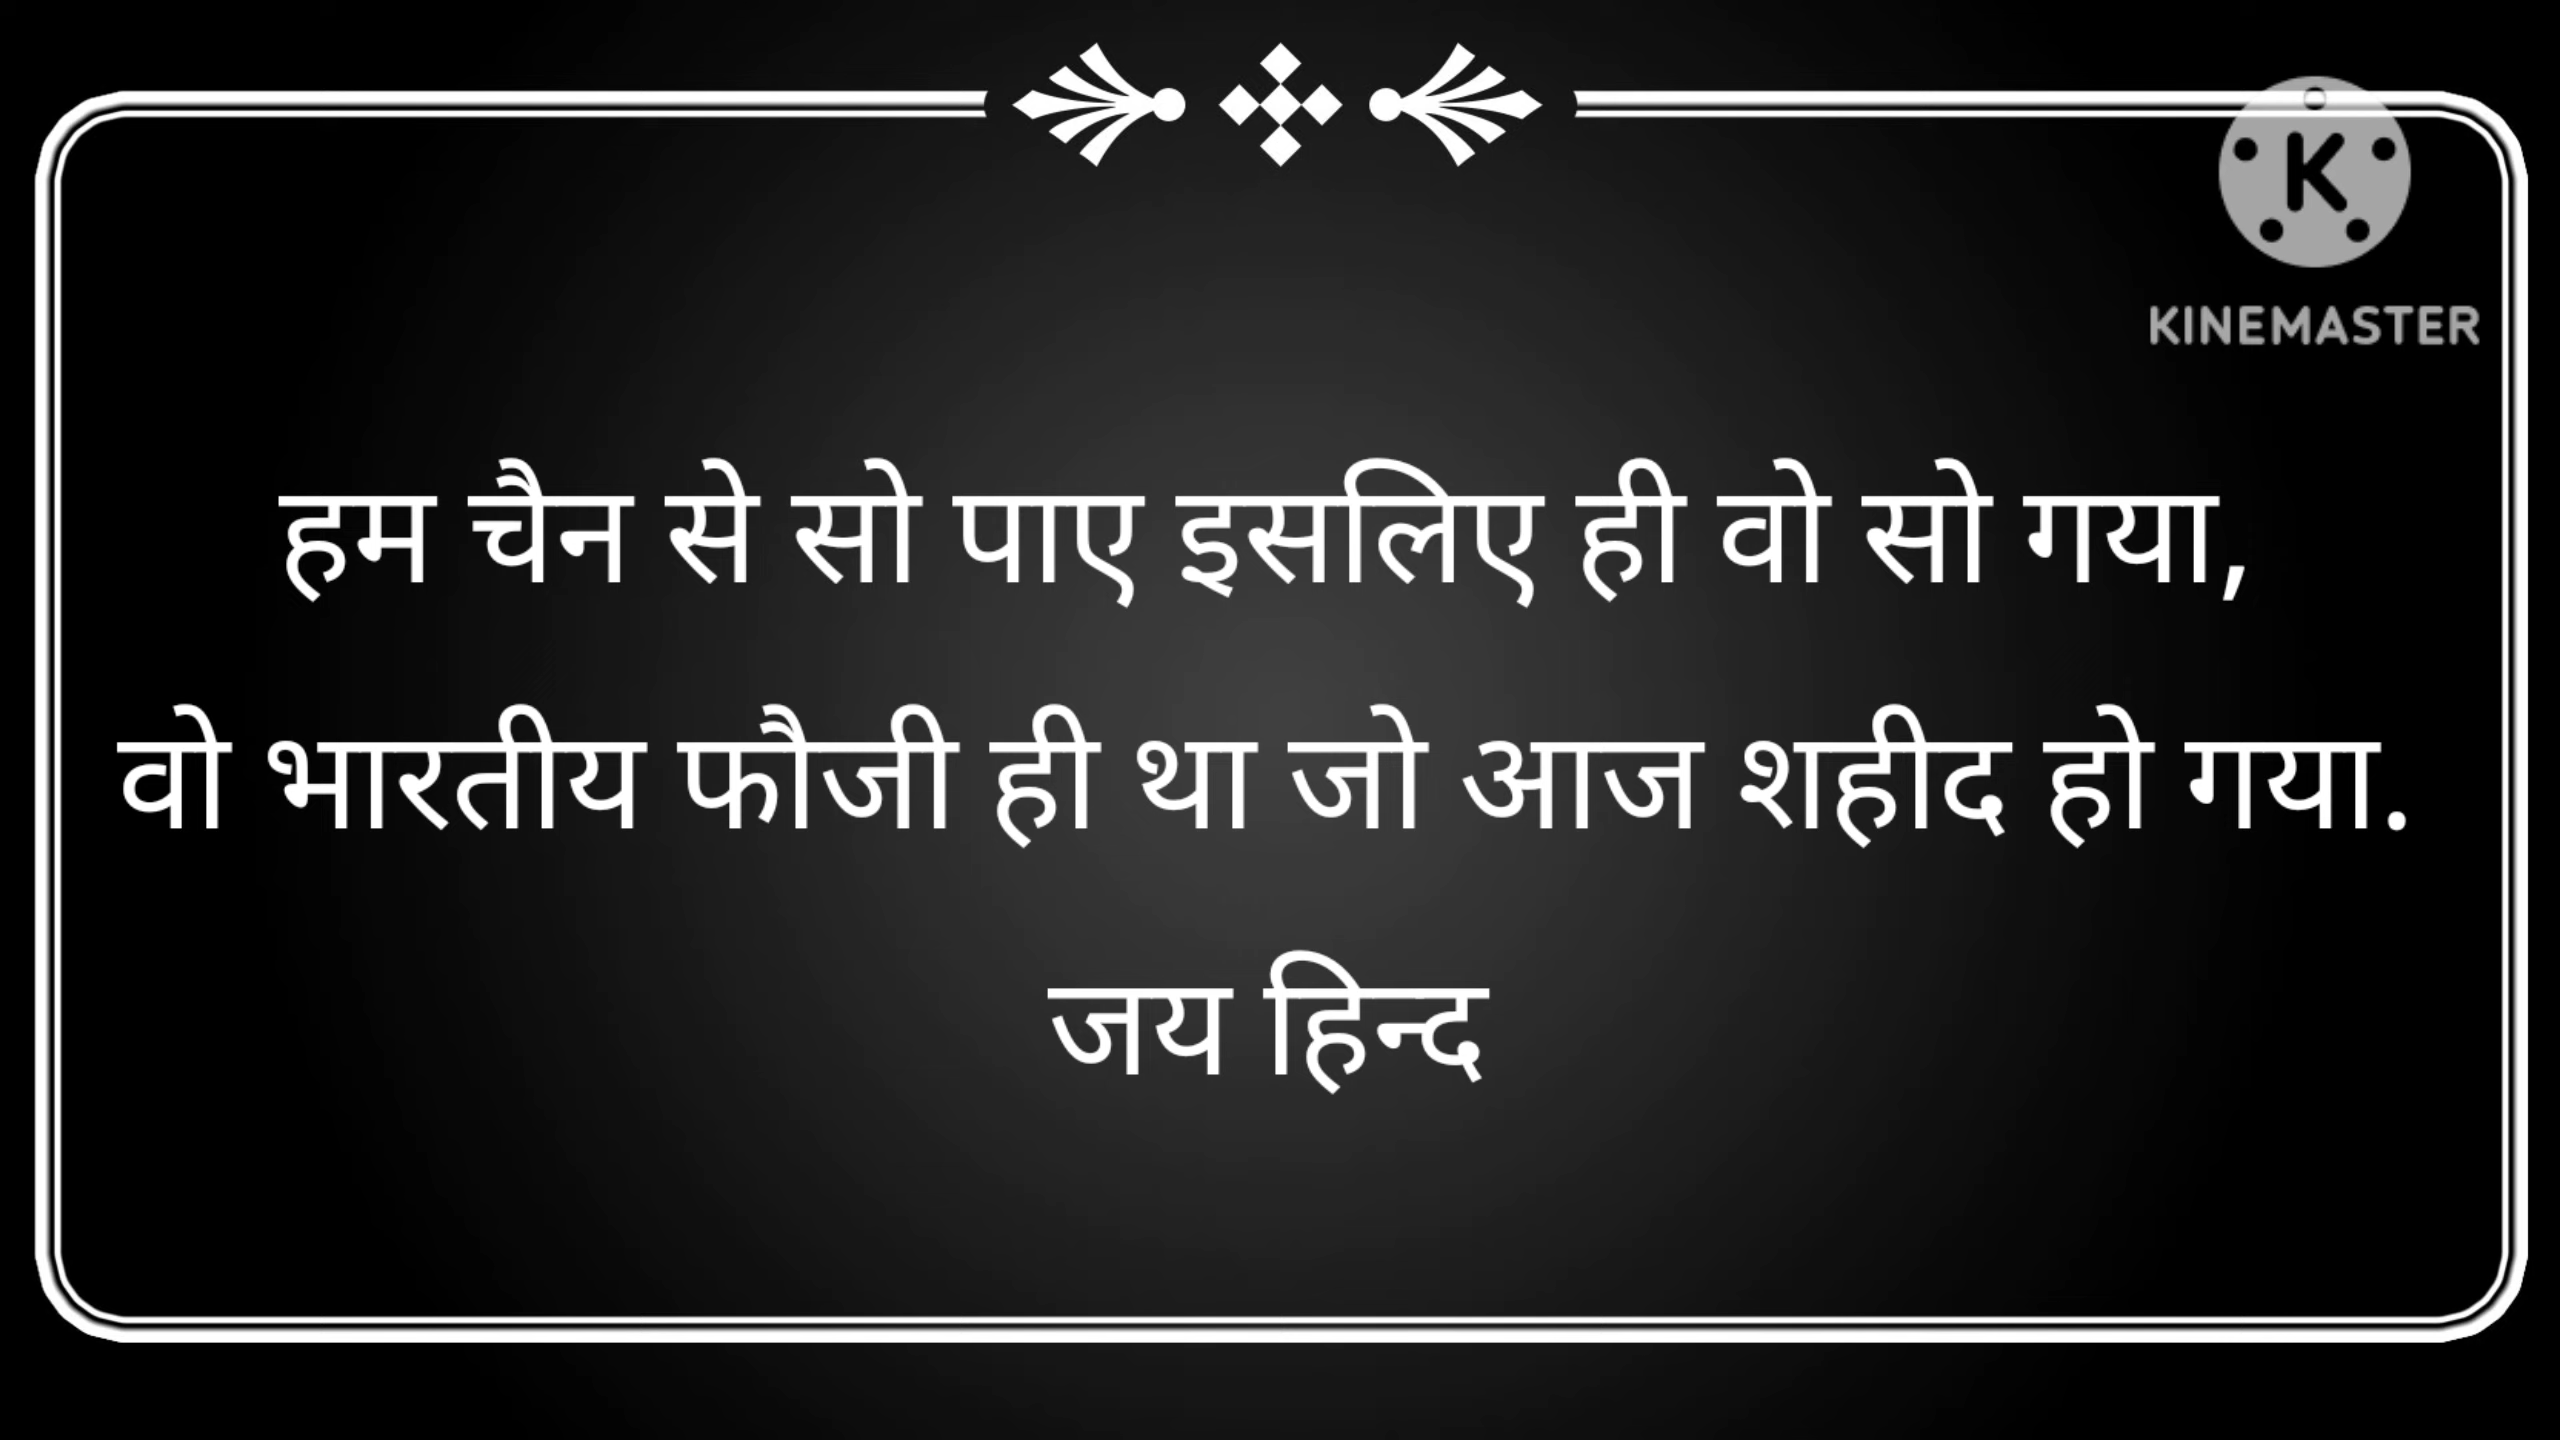 KINEMASTER
हम चैन से सो पाए इसलिए ही वो सो गया,
वो भारतीय फौजी ही था जो आज शहीद हो गया.
जय हिन्द